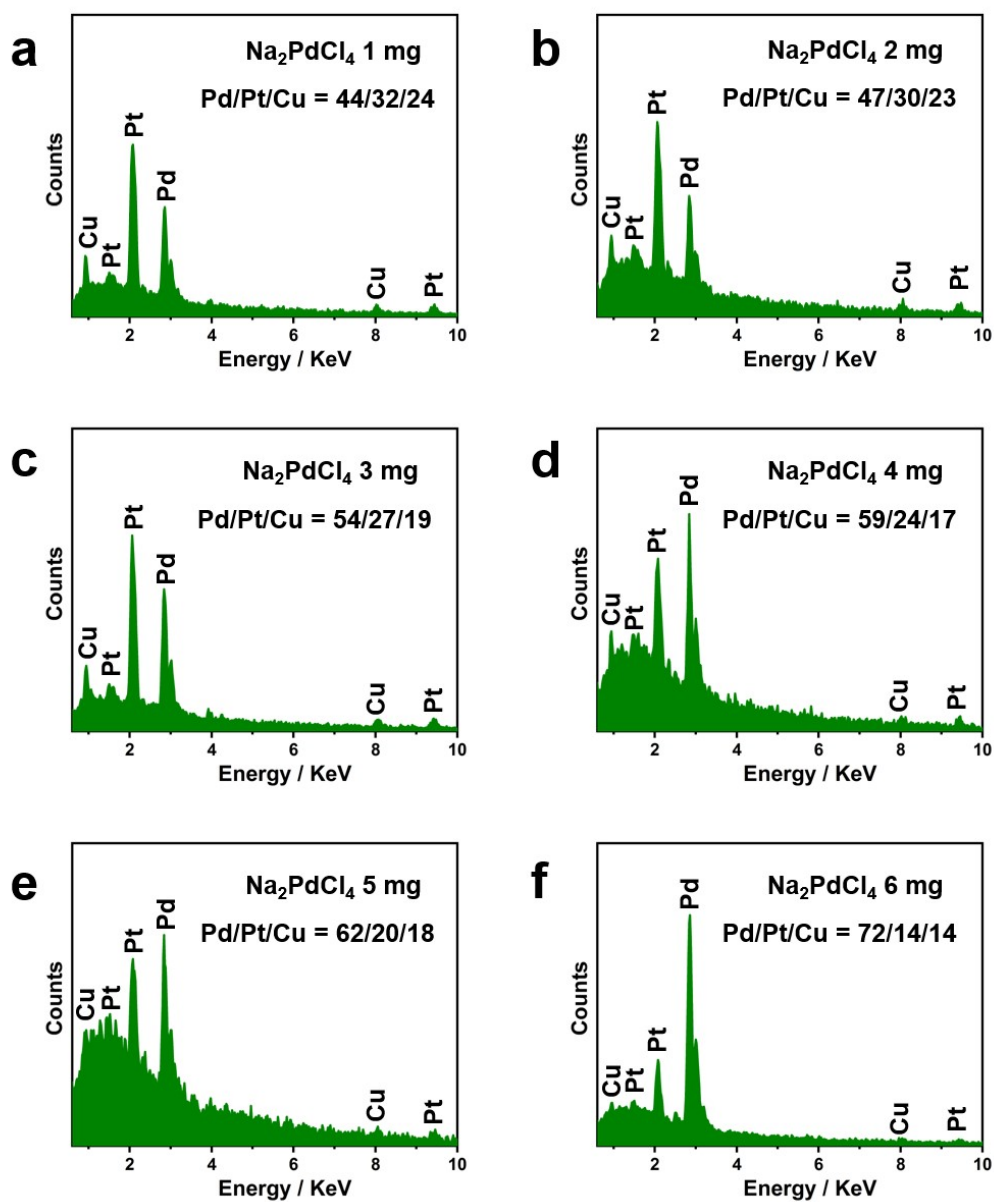 a
Na₂PdCl₄ 1 mg
Pd/Pt/Cu = 44/32/24
Counts
Cu
Pt
Pt
Pd
Cu
Pt
2 4 6 8 10
Energy / KeV
b
Na₂PdCl₄ 2 mg
Pd/Pt/Cu = 47/30/23
Counts
Cu
Pt
Pt
Pd
Cu
Pt
2 4 6 8 10
Energy / KeV
c
Na₂PdCl₄ 3 mg
Pd/Pt/Cu = 54/27/19
Counts
Cu
Pt
Pt
Pd
Cu
Pt
2 4 6 8 10
Energy / KeV
d
Na₂PdCl₄ 4 mg
Pd/Pt/Cu = 59/24/17
Counts
Cu
Pt
Pt
Pd
Cu
Pt
2 4 6 8 10
Energy / KeV
e
Na₂PdCl₄ 5 mg
Pd/Pt/Cu = 62/20/18
Counts
Cu
Pt
Pt
Pd
Cu
Pt
2 4 6 8 10
Energy / KeV
f
Na₂PdCl₄ 6 mg
Pd/Pt/Cu = 72/14/14
Counts
Cu
Pt
Pt
Pd
Cu
Pt
2 4 6 8 10
Energy / KeV